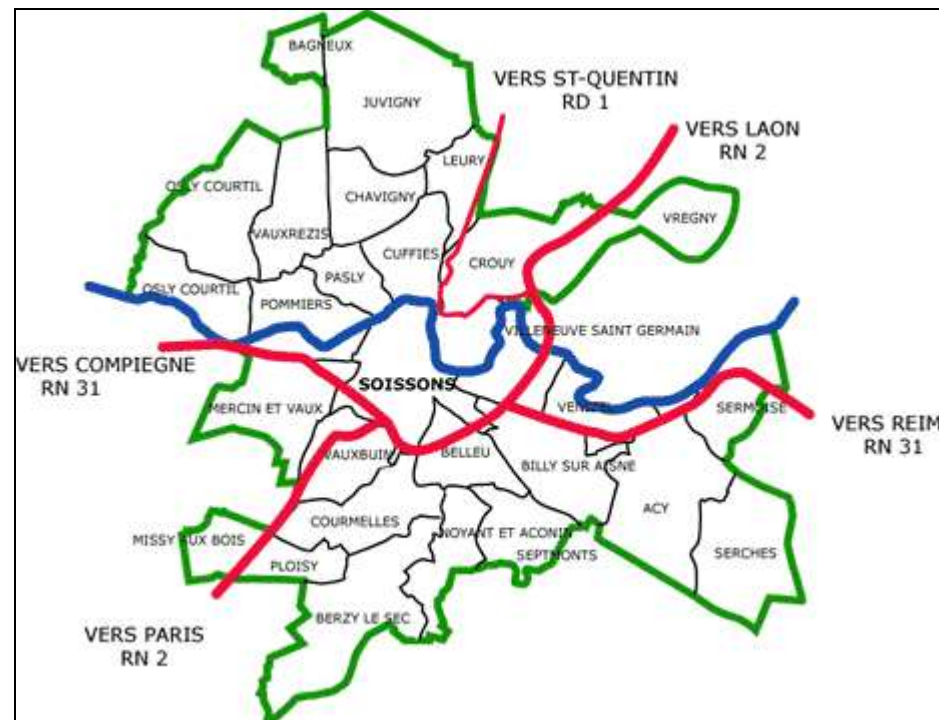 BAGNEUX
VERS ST-QUENTIN
RD 1
JUVIGNY
VERS LAON
RN 2
LEURY
OSLY COURTIL
CHAVIGNY
VREGNY
VAUXREZIS
CUFFIES
CROUY
PASLY
OSLY COURTIL
POMMIERS
VILLENEUVE SAINT GERMAIN
VERS COMPIEGNE
RN 31
SOISSONS
MERCIN ET VAUX
VENIZEL
SERMOISE
VERS REIM
RN 31
VAUXBUIN
BELLEU
BILLY SUR AISNE
ACY
COURMELLES
MISSY AUX BOIS
NOYANT ET ACONIN
SEPTMONTS
SERCHES
PLOISY
BERZY LE SEC
VERS PARIS
RN 2